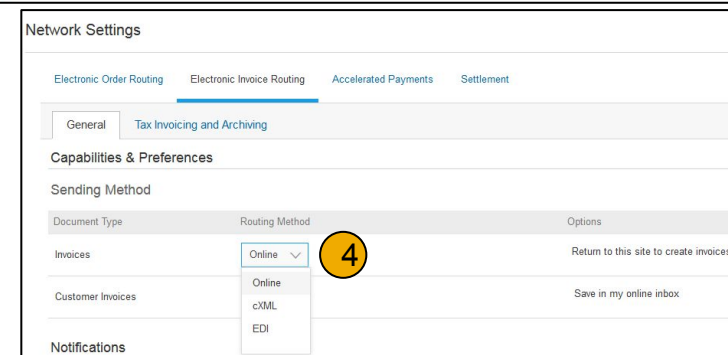 Network Settings
Electronic Order Routing Electronic Invoice Routing Accelerated Payments Settlement
General Tax Invoicing and Archiving
Capabilities & Preferences
Sending Method
Document Type Routing Method Options
Invoices Online 4 Return to this site to create invoices
Online
Customer Invoices Save in my online inbox
cXML
EDI
Notifications